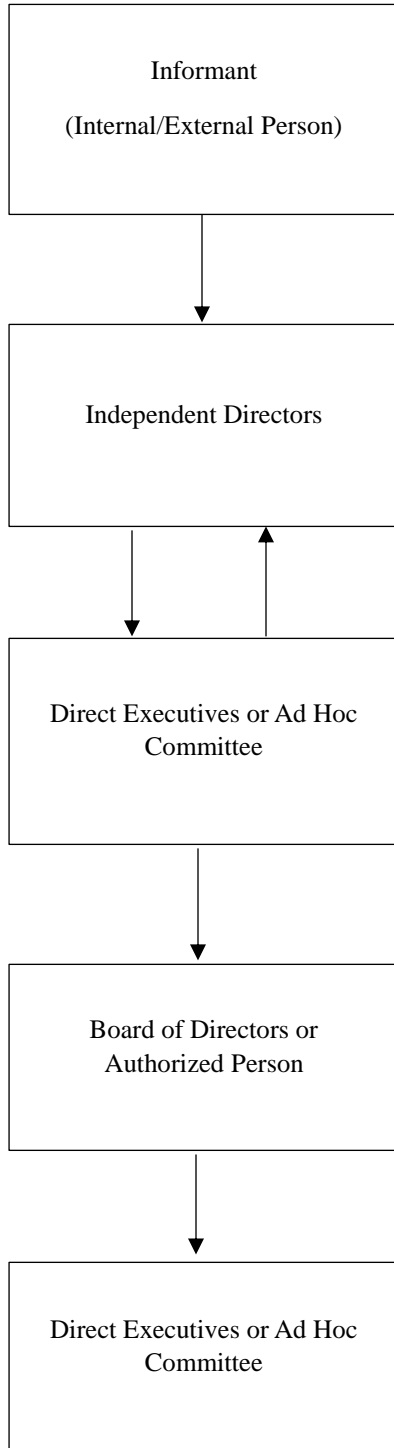 Informant
(Internal/External Person)
Independent Directors
Direct Executives or Ad Hoc
Committee
Board of Directors or
Authorized Person
Direct Executives or Ad Hoc
Committee